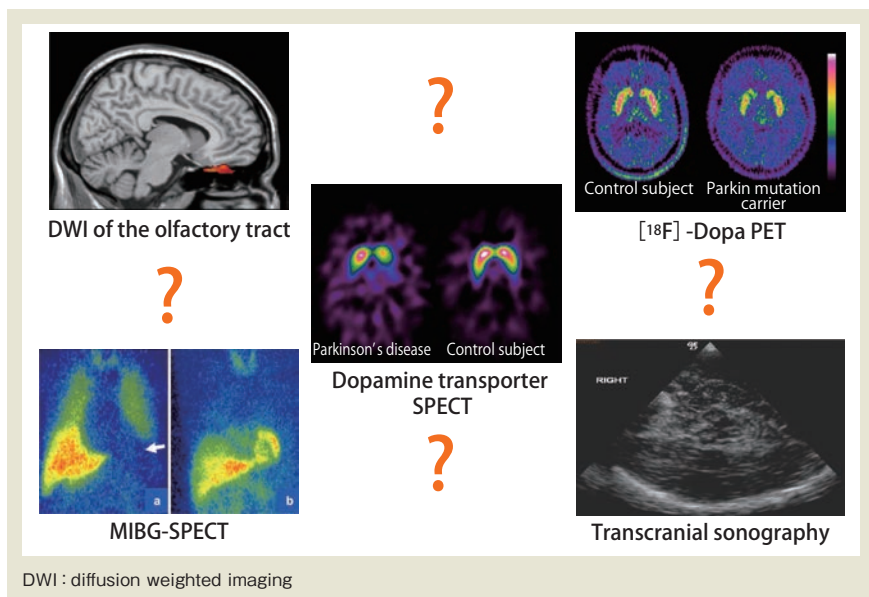 ?
Control subject
Parkin mutation
carrier
DWI of the olfactory tract
[¹⁸F] -Dopa PET
?
?
Parkinson's disease
Control subject
Dopamine transporter
SPECT
RIGHT
a
b
?
MIBG-SPECT
Transcranial sonography
DWI : diffusion weighted imaging